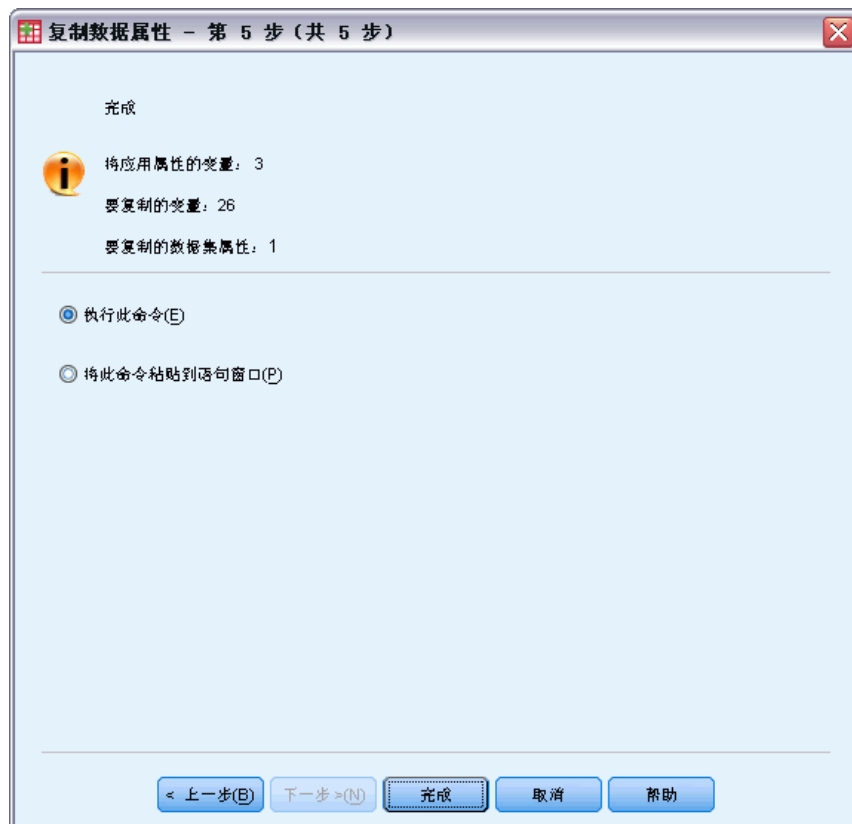 复制数据属性 - 第 5 步（共 5 步）
完成
将应用属性的变量：3
要复制的变量：26
要复制的数据集属性：1
执行此命令(E)
将此命令粘贴到语句窗口(P)
< 上一步(B) 下一步 >(N) 完成 取消 帮助